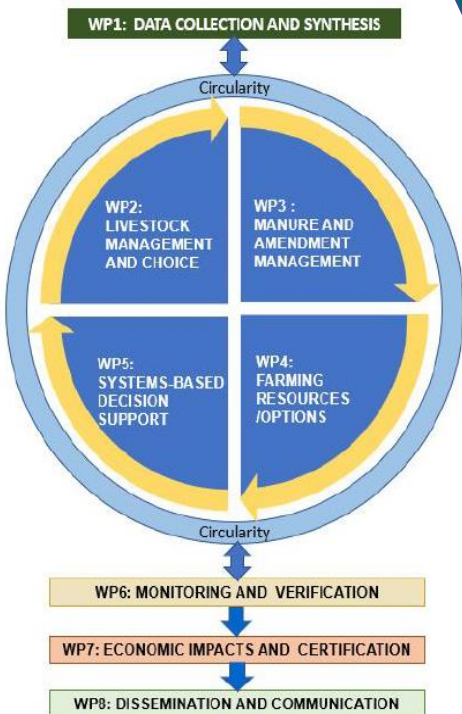 WP1: DATA COLLECTION AND SYNTHESIS
Circularity
WP2:
LIVESTOCK
MANAGEMENT
AND CHOICE
WP3 :
MANURE AND
AMENDMENT
MANAGEMENT
WP5:
SYSTEMS-BASED
DECISION
SUPPORT
WP4:
FARMING
RESOURCES
/OPTIONS
Circularity
WP6: MONITORING AND VERIFICATION
WP7: ECONOMIC IMPACTS AND CERTIFICATION
WP8: DISSEMINATION AND COMMUNICATION